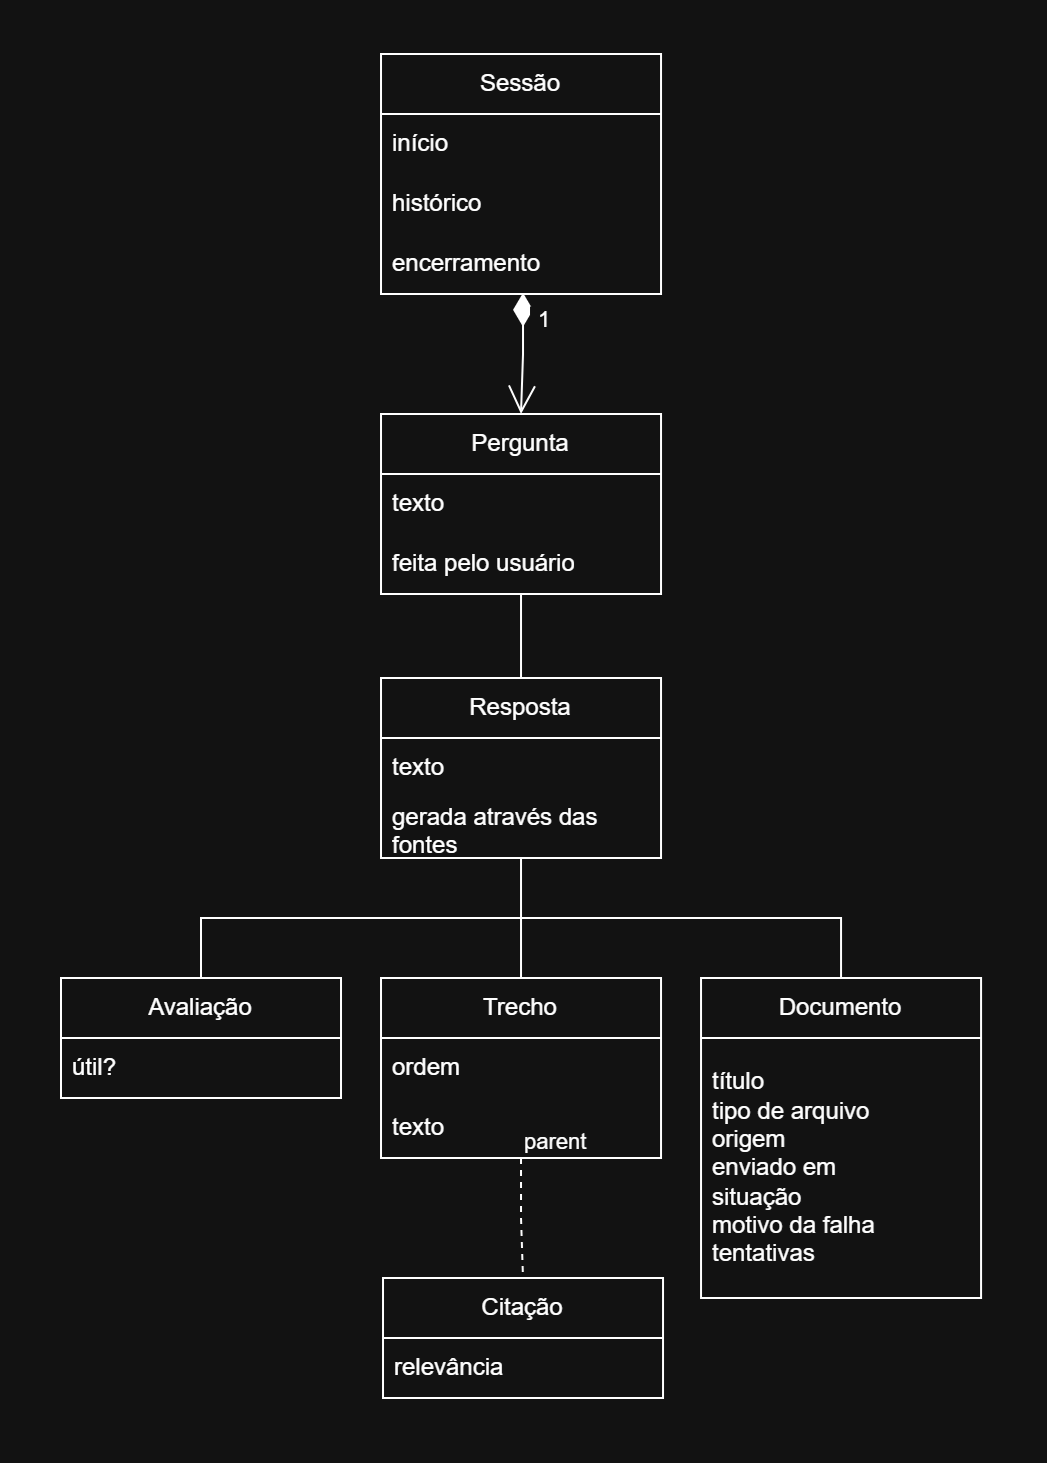 Sessão
início
histórico
encerramento
1
Pergunta
texto
feita pelo usuário
Resposta
texto
gerada através das
fontes
Avaliação
útil?
Trecho
ordem
texto
parent
Documento
título
tipo de arquivo
origem
enviado em
situação
motivo da falha
tentativas
Citação
relevância